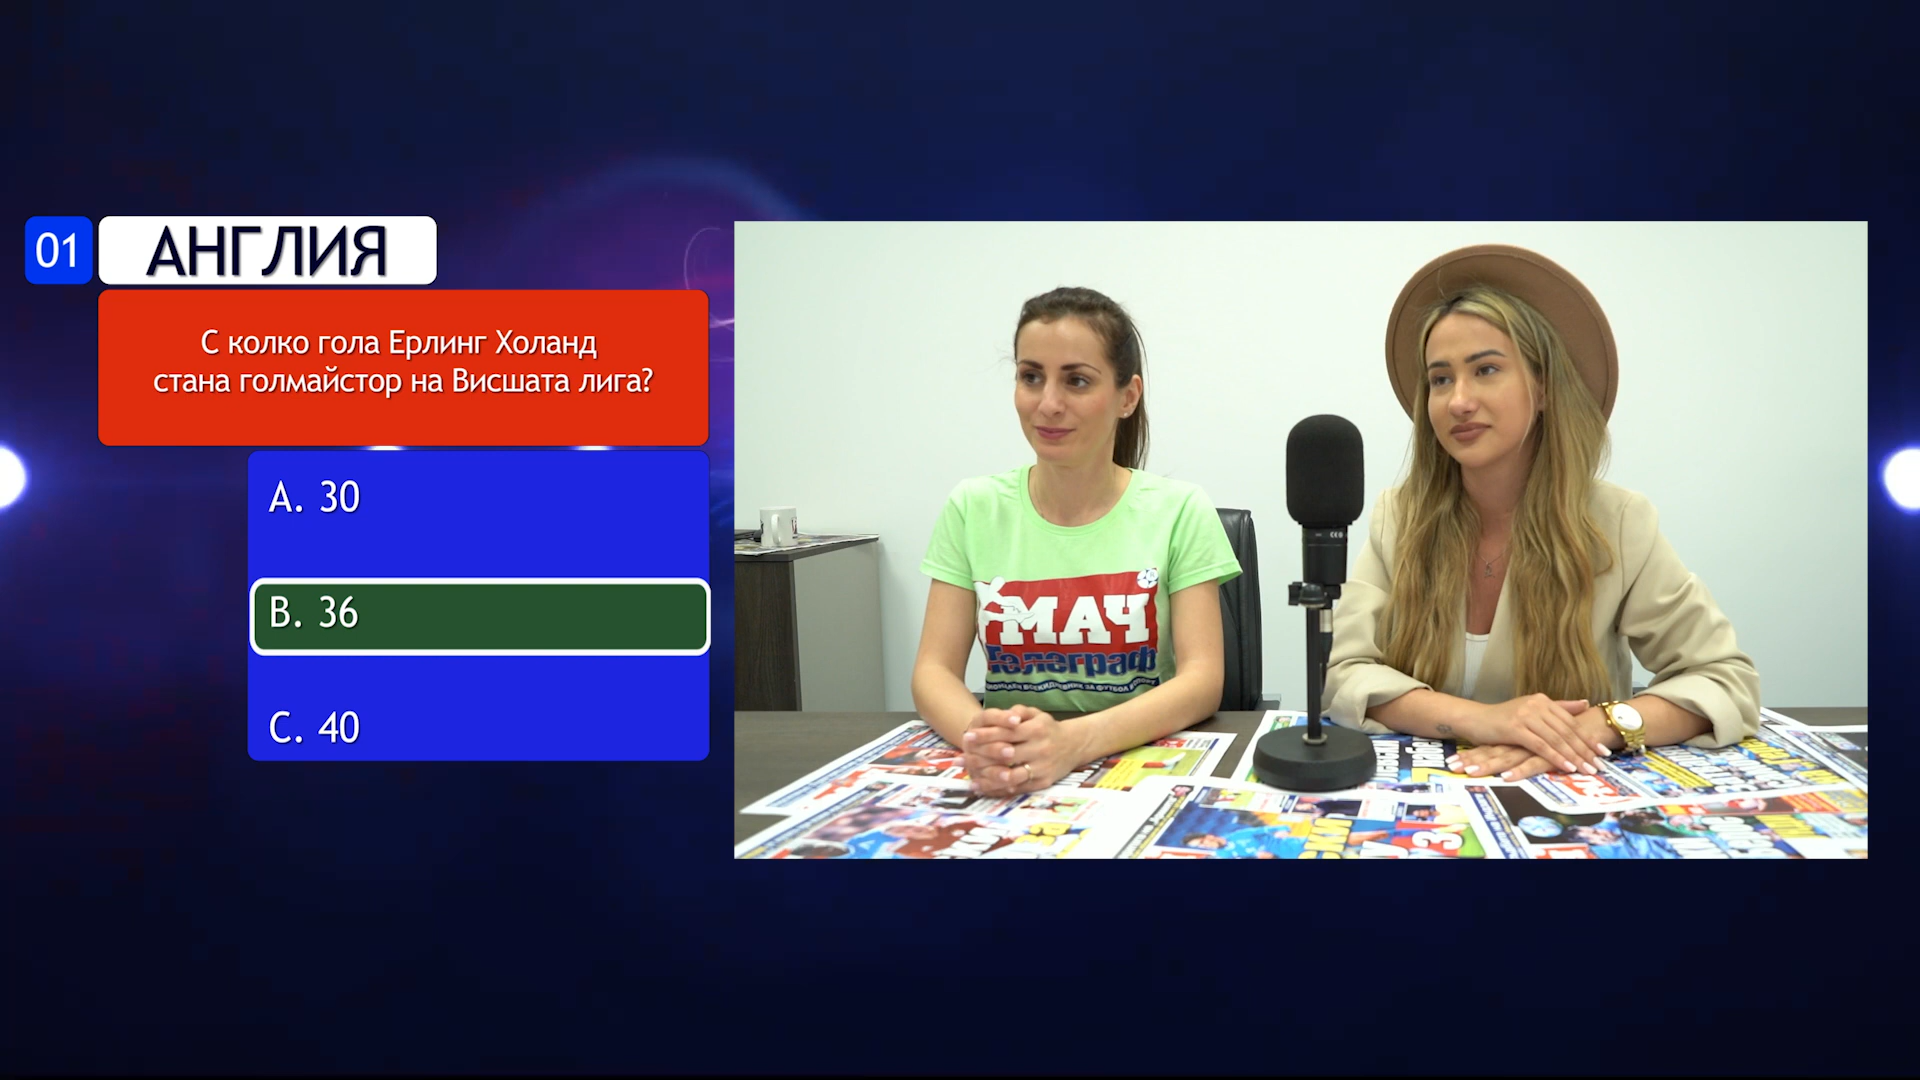 01
АНГЛИЯ
С колко гола Ерлинг Холанд
стана голмайстор на Висшата лига?
A. 30
B. 36
C. 40
МАЧ
Телеграф